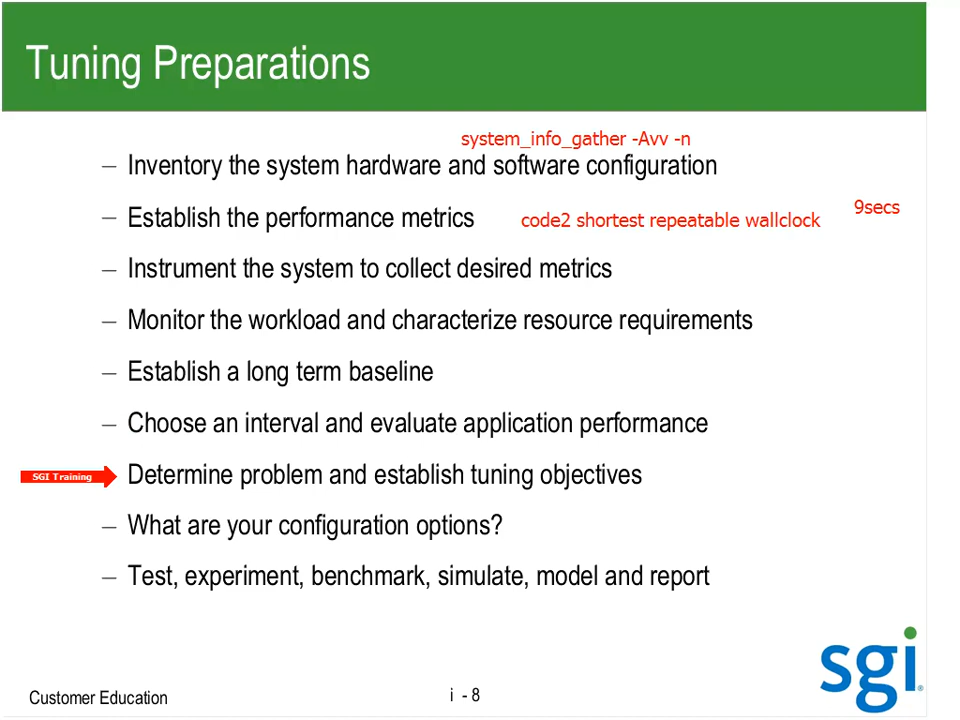 Tuning Preparations
system_info_gather -Avv -n
– Inventory the system hardware and software configuration
– Establish the performance metrics code2 shortest repeatable wallclock 9secs
– Instrument the system to collect desired metrics
– Monitor the workload and characterize resource requirements
– Establish a long term baseline
– Choose an interval and evaluate application performance
SGI Training Determine problem and establish tuning objectives
– What are your configuration options?
– Test, experiment, benchmark, simulate, model and report
Customer Education i - 8 sgi®